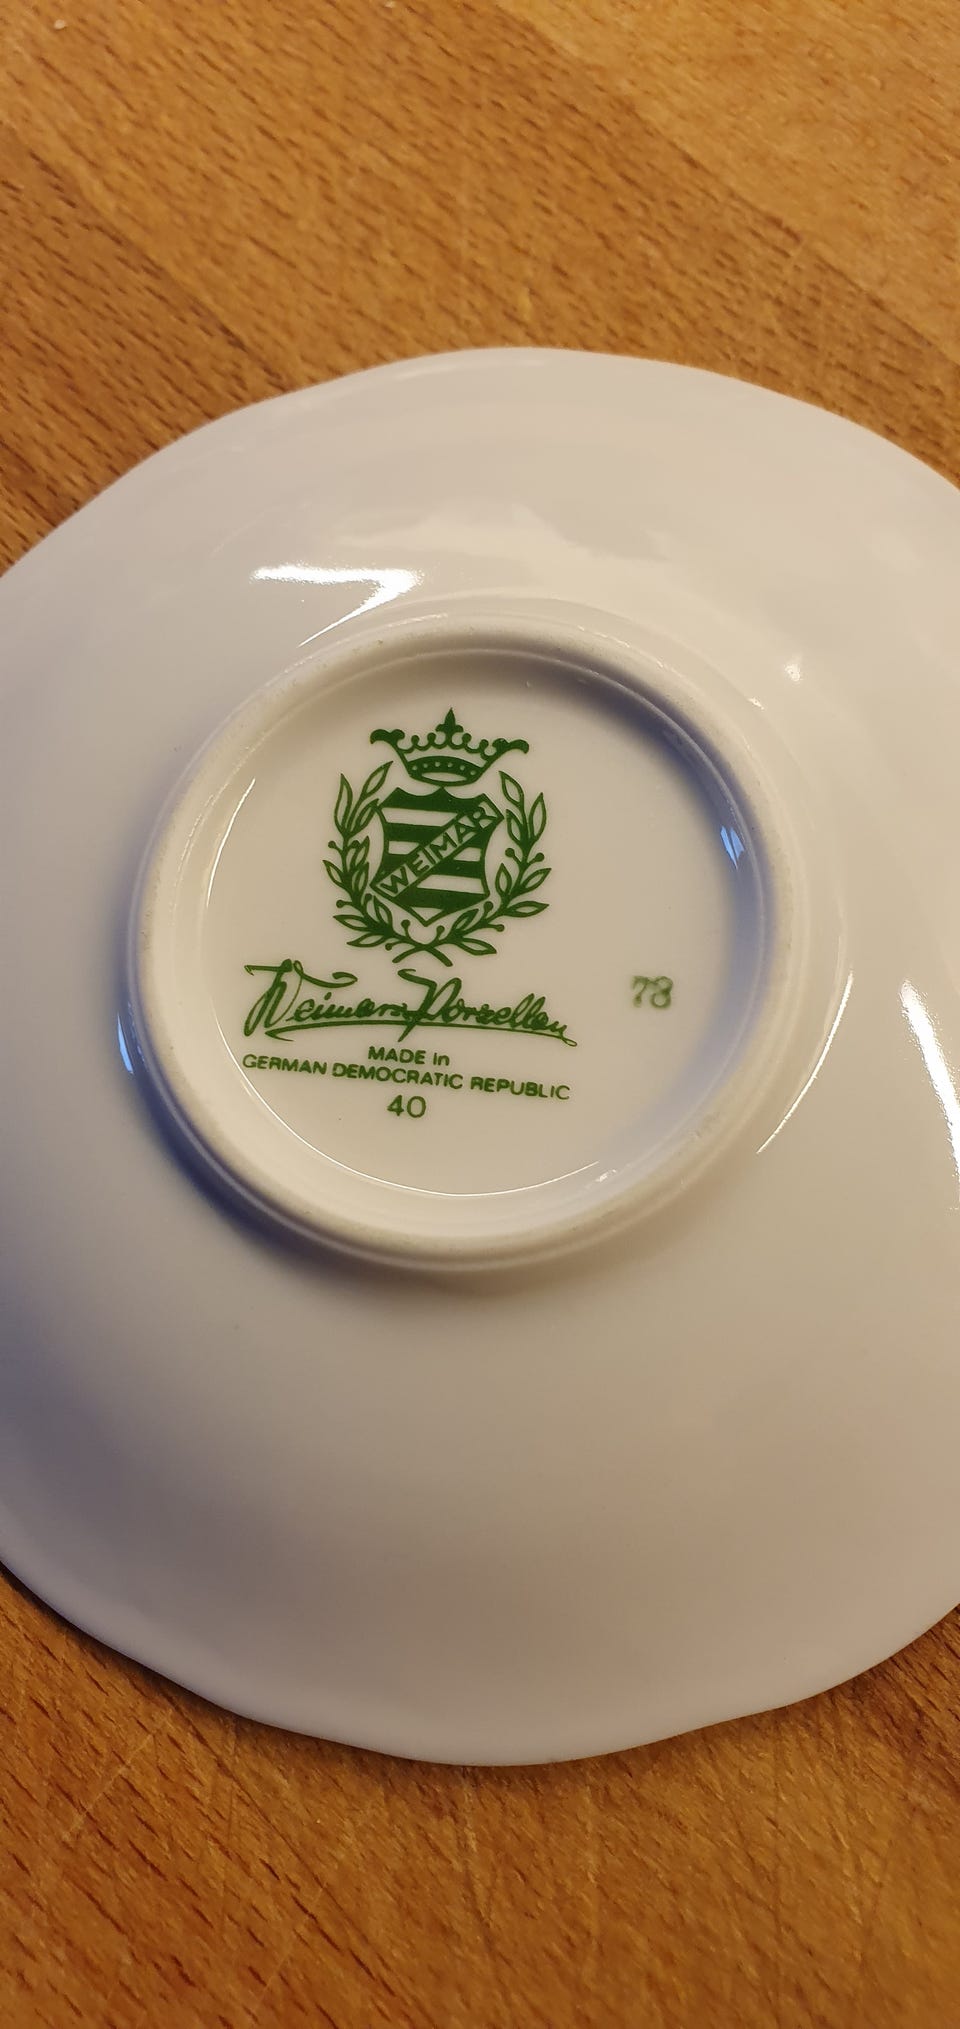 WEIMAR
Weimar Porzellan
78
MADE in
GERMAN DEMOCRATIC REPUBLIC
40